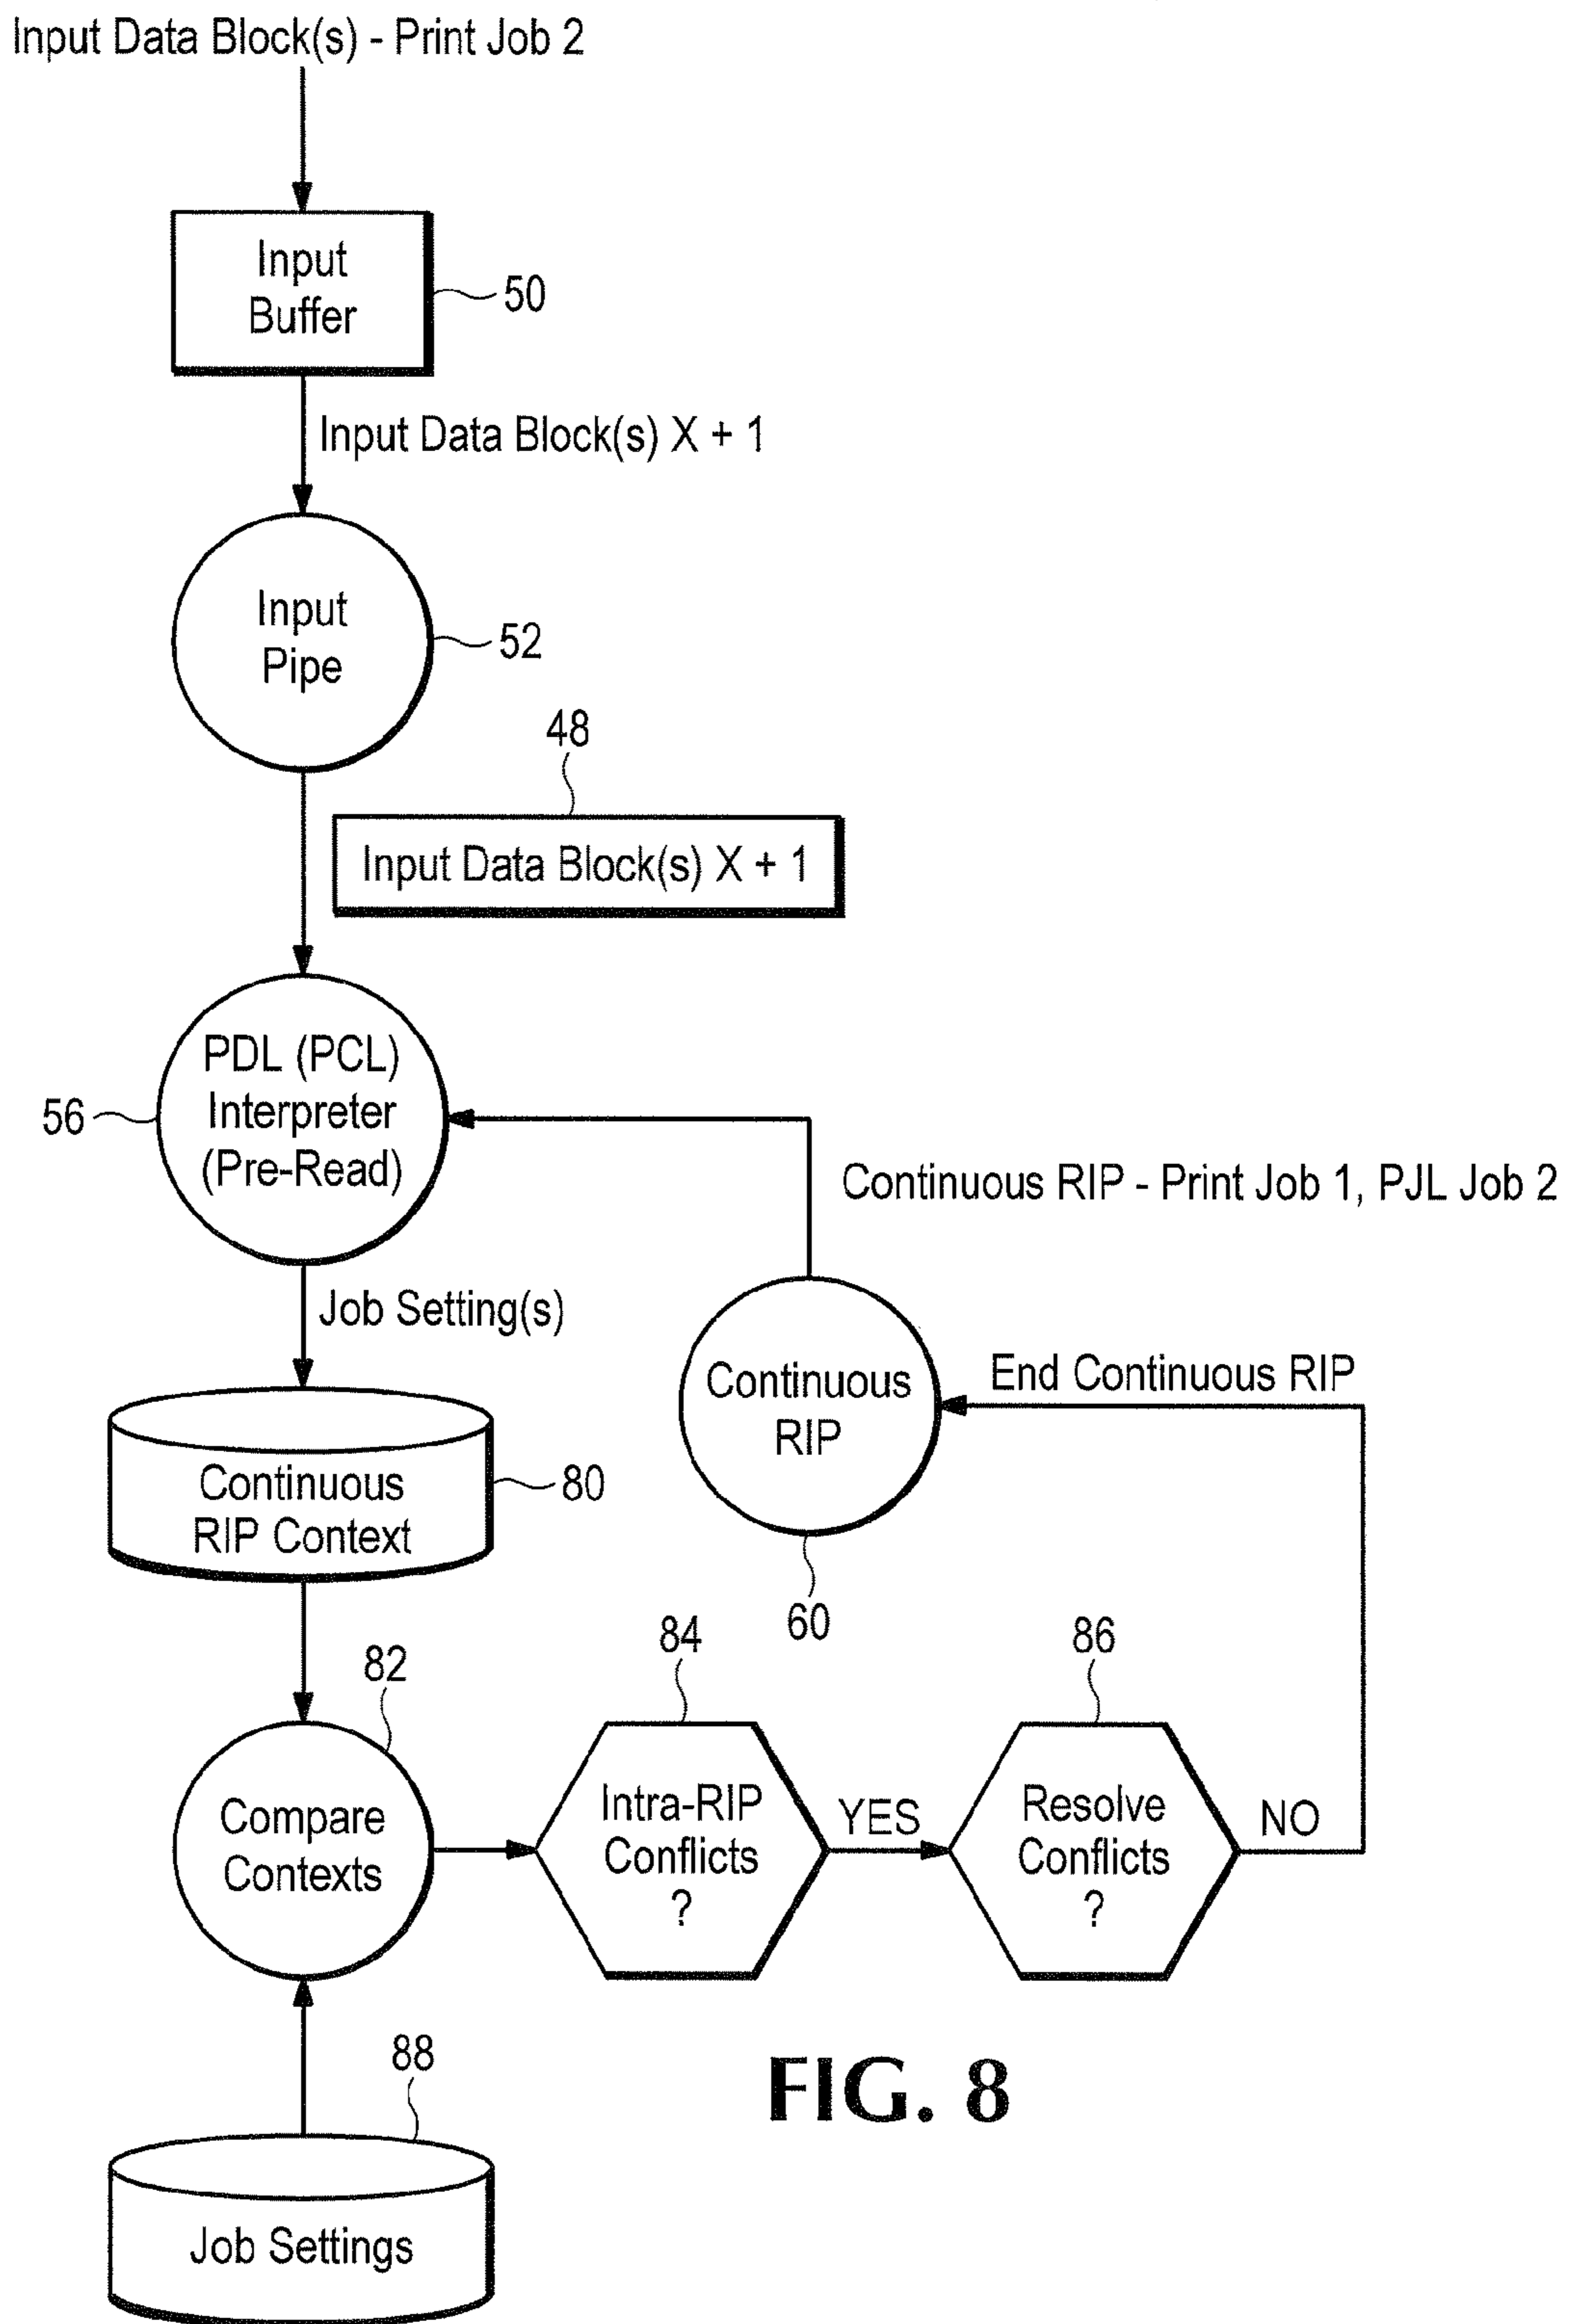 Input Data Block(s) - Print Job 2
Input
Buffer
50
Input Data Block(s) X + 1
Input
Pipe
52
48
Input Data Block(s) X + 1
PDL (PCL)
Interpreter
(Pre-Read)
56
Continuous RIP - Print Job 1, PJL Job 2
Job Setting(s)
Continuous
RIP
End Continuous RIP
Continuous
RIP Context
80
60
82
84
86
Compare
Contexts
Intra-RIP
Conflicts
?
YES
Resolve
Conflicts
?
NO
88
FIG. 8
Job Settings